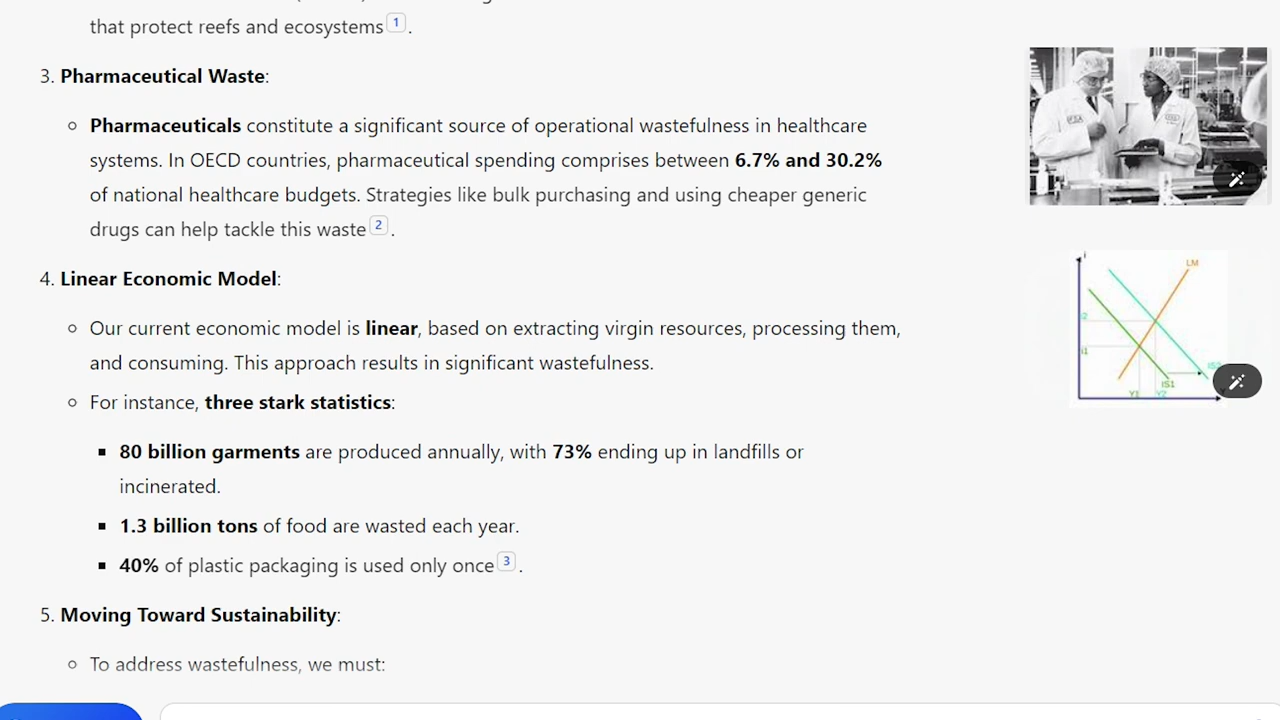 that protect reefs and ecosystems 1 .
3. Pharmaceutical Waste:
Pharmaceuticals constitute a significant source of operational wastefulness in healthcare
systems. In OECD countries, pharmaceutical spending comprises between 6.7% and 30.2%
of national healthcare budgets. Strategies like bulk purchasing and using cheaper generic
drugs can help tackle this waste 2 .
4. Linear Economic Model:
Our current economic model is linear, based on extracting virgin resources, processing them,
and consuming. This approach results in significant wastefulness.
For instance, three stark statistics:
80 billion garments are produced annually, with 73% ending up in landfills or
incinerated.
1.3 billion tons of food are wasted each year.
40% of plastic packaging is used only once 3 .
5. Moving Toward Sustainability:
To address wastefulness, we must:
i
LM
i2
i1
IS2
IS1
Y1 Y2